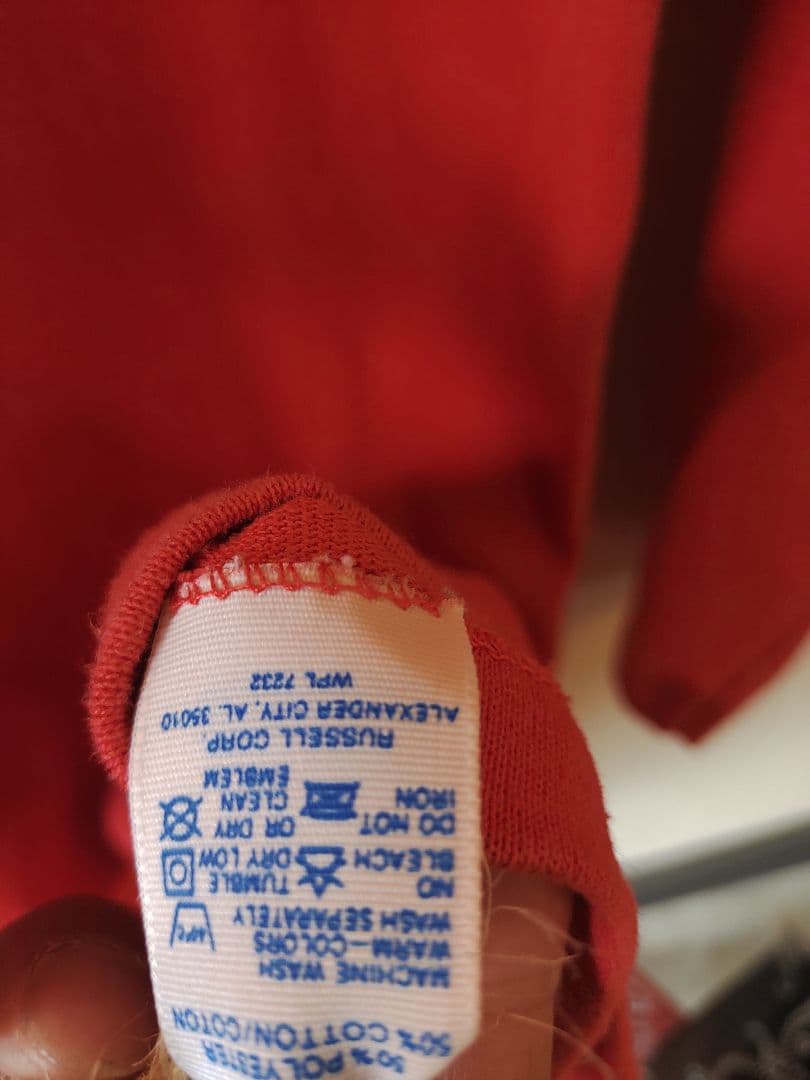 50% POLYESTER
50% COTTON/COTON
MACHINE WASH
WARM-COLORS
WASH SEPARATELY
40°C
NO BLEACH
TUMBLE DRY LOW
DO NOT IRON
OR DRY CLEAN EMBLEM
RUSSELL CORP.
ALEXANDER CITY, AL. 35010
WPL 7232